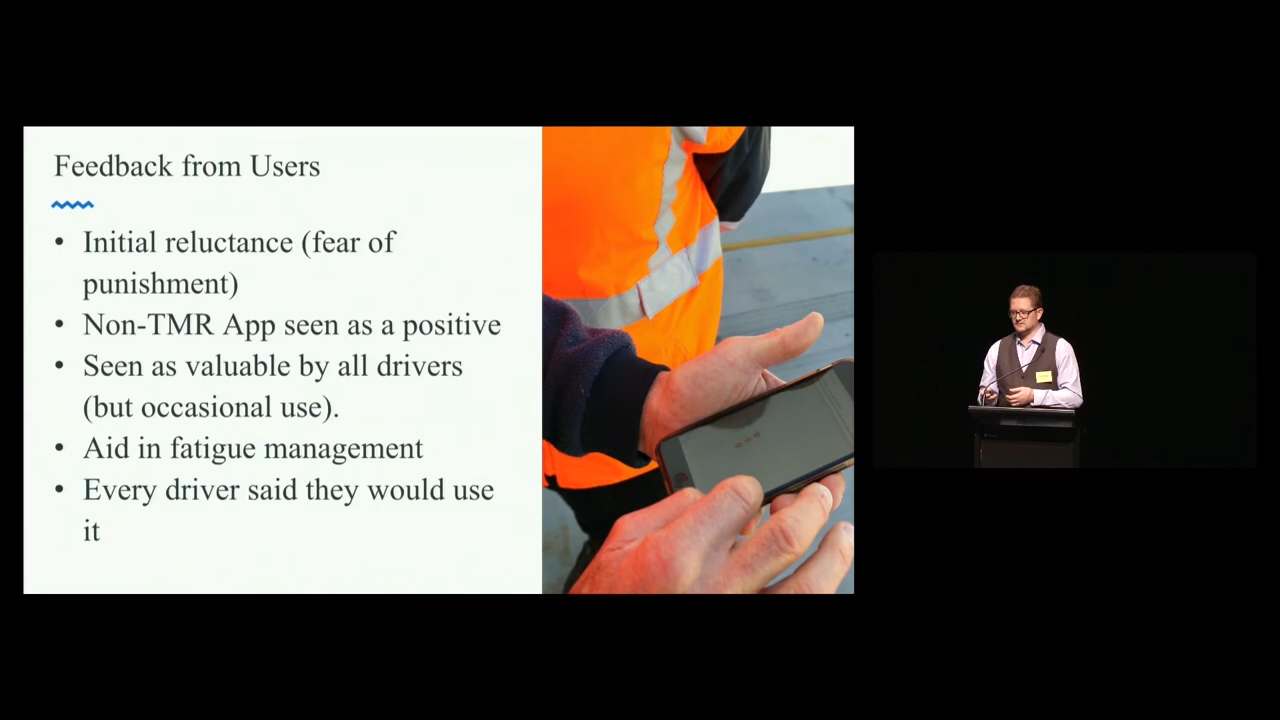 Feedback from Users
• Initial reluctance (fear of
punishment)
• Non-TMR App seen as a positive
• Seen as valuable by all drivers
(but occasional use).
• Aid in fatigue management
• Every driver said they would use
it